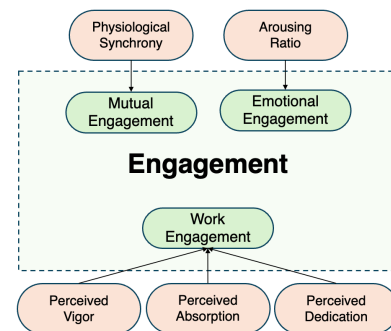 Physiological
Synchrony
Arousing
Ratio
Mutual
Engagement
Emotional
Engagement
Engagement
Work
Engagement
Perceived
Vigor
Perceived
Absorption
Perceived
Dedication